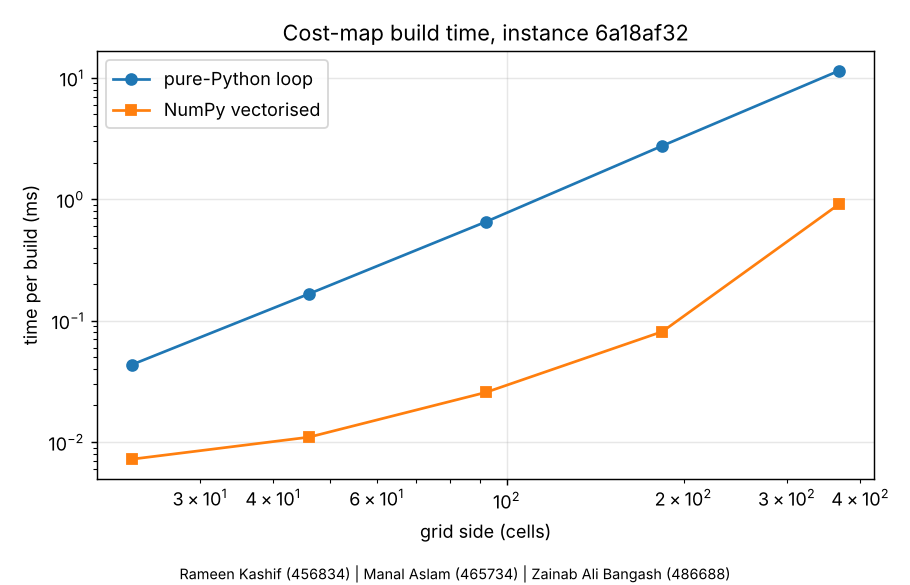 Cost-map build time, instance 6a18af32
pure-Python loop
NumPy vectorised
time per build (ms)
10¹
10⁰
10⁻¹
10⁻²
3 × 10¹ 4 × 10¹ 6 × 10¹ 10² 2 × 10² 3 × 10² 4 × 10²
grid side (cells)
Rameen Kashif (456834) | Manal Aslam (465734) | Zainab Ali Bangash (486688)